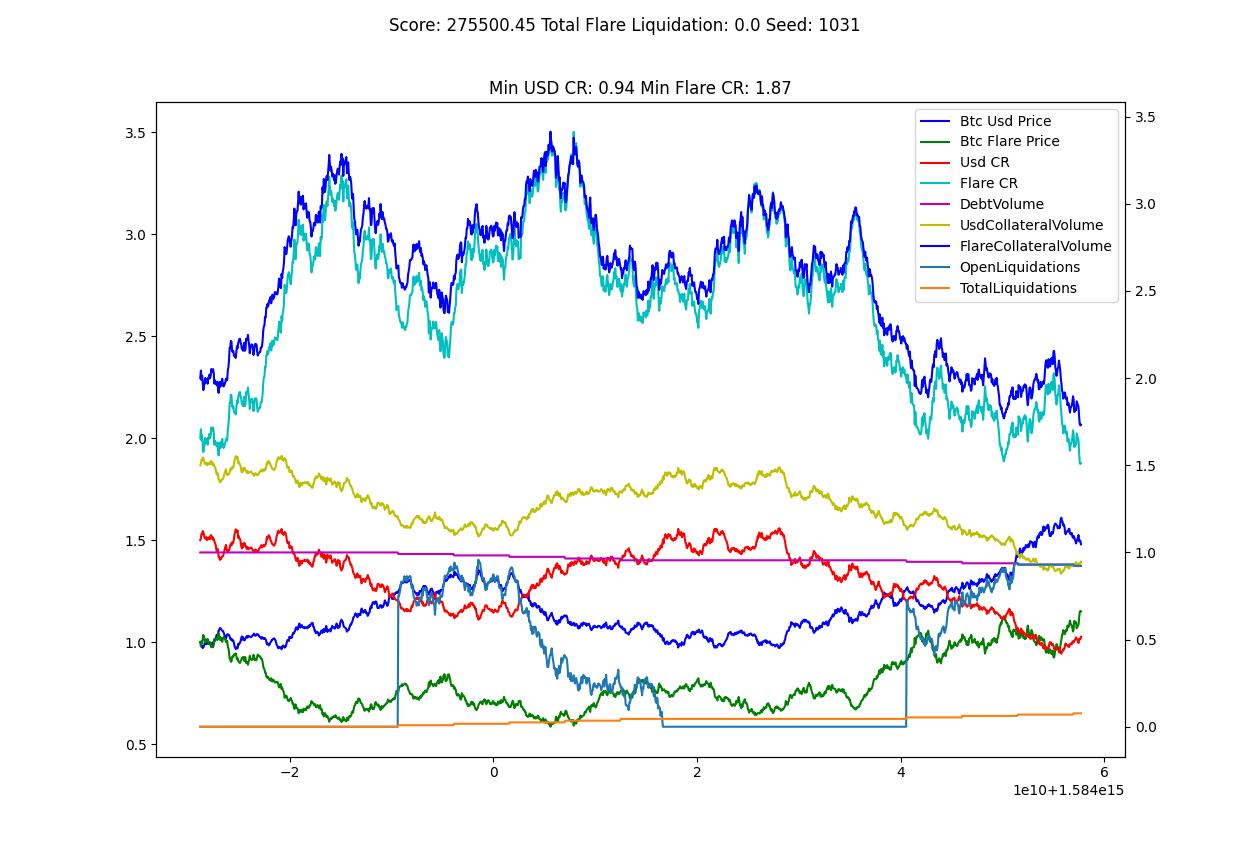 Score: 275500.45 Total Flare Liquidation: 0.0 Seed: 1031
Min USD CR: 0.94 Min Flare CR: 1.87
3.5
3.0
2.5
2.0
1.5
1.0
0.5
Btc Usd Price
Btc Flare Price
Usd CR
Flare CR
DebtVolume
UsdCollateralVolume
FlareCollateralVolume
OpenLiquidations
TotalLiquidations
3.5
3.0
2.5
2.0
1.5
1.0
0.5
0.0
−2 0 2 4 6
1e10+1.584e15